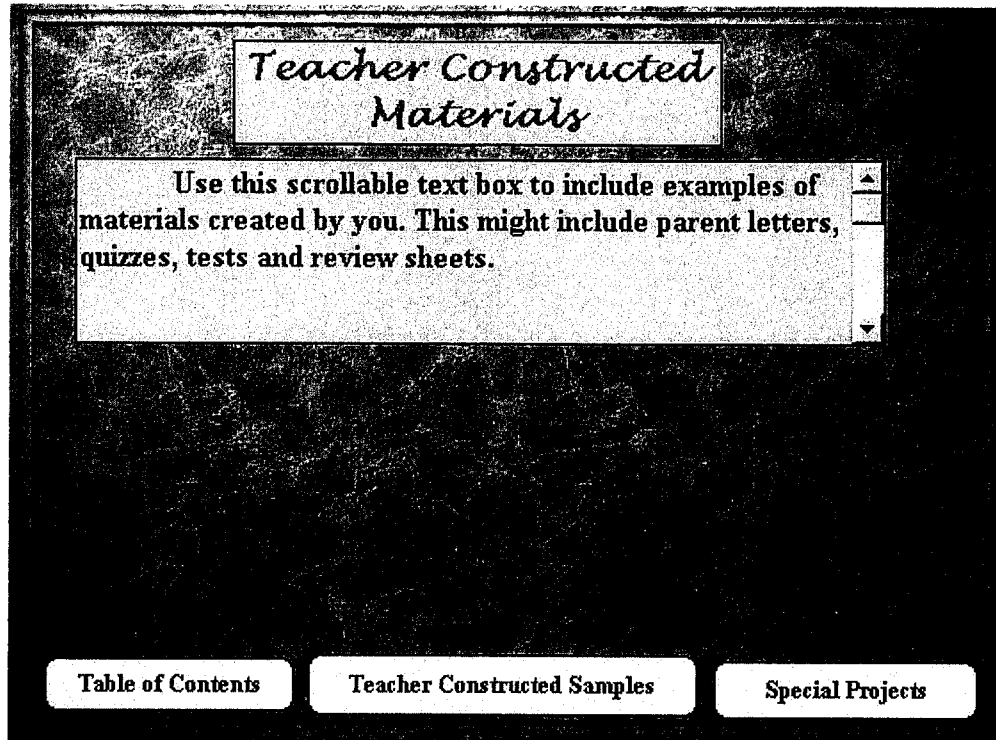 Teacher Constructed
Materials
Use this scrollable text box to include examples of
materials created by you. This might include parent letters,
quizzes, tests and review sheets.
Table of Contents
Teacher Constructed Samples
Special Projects